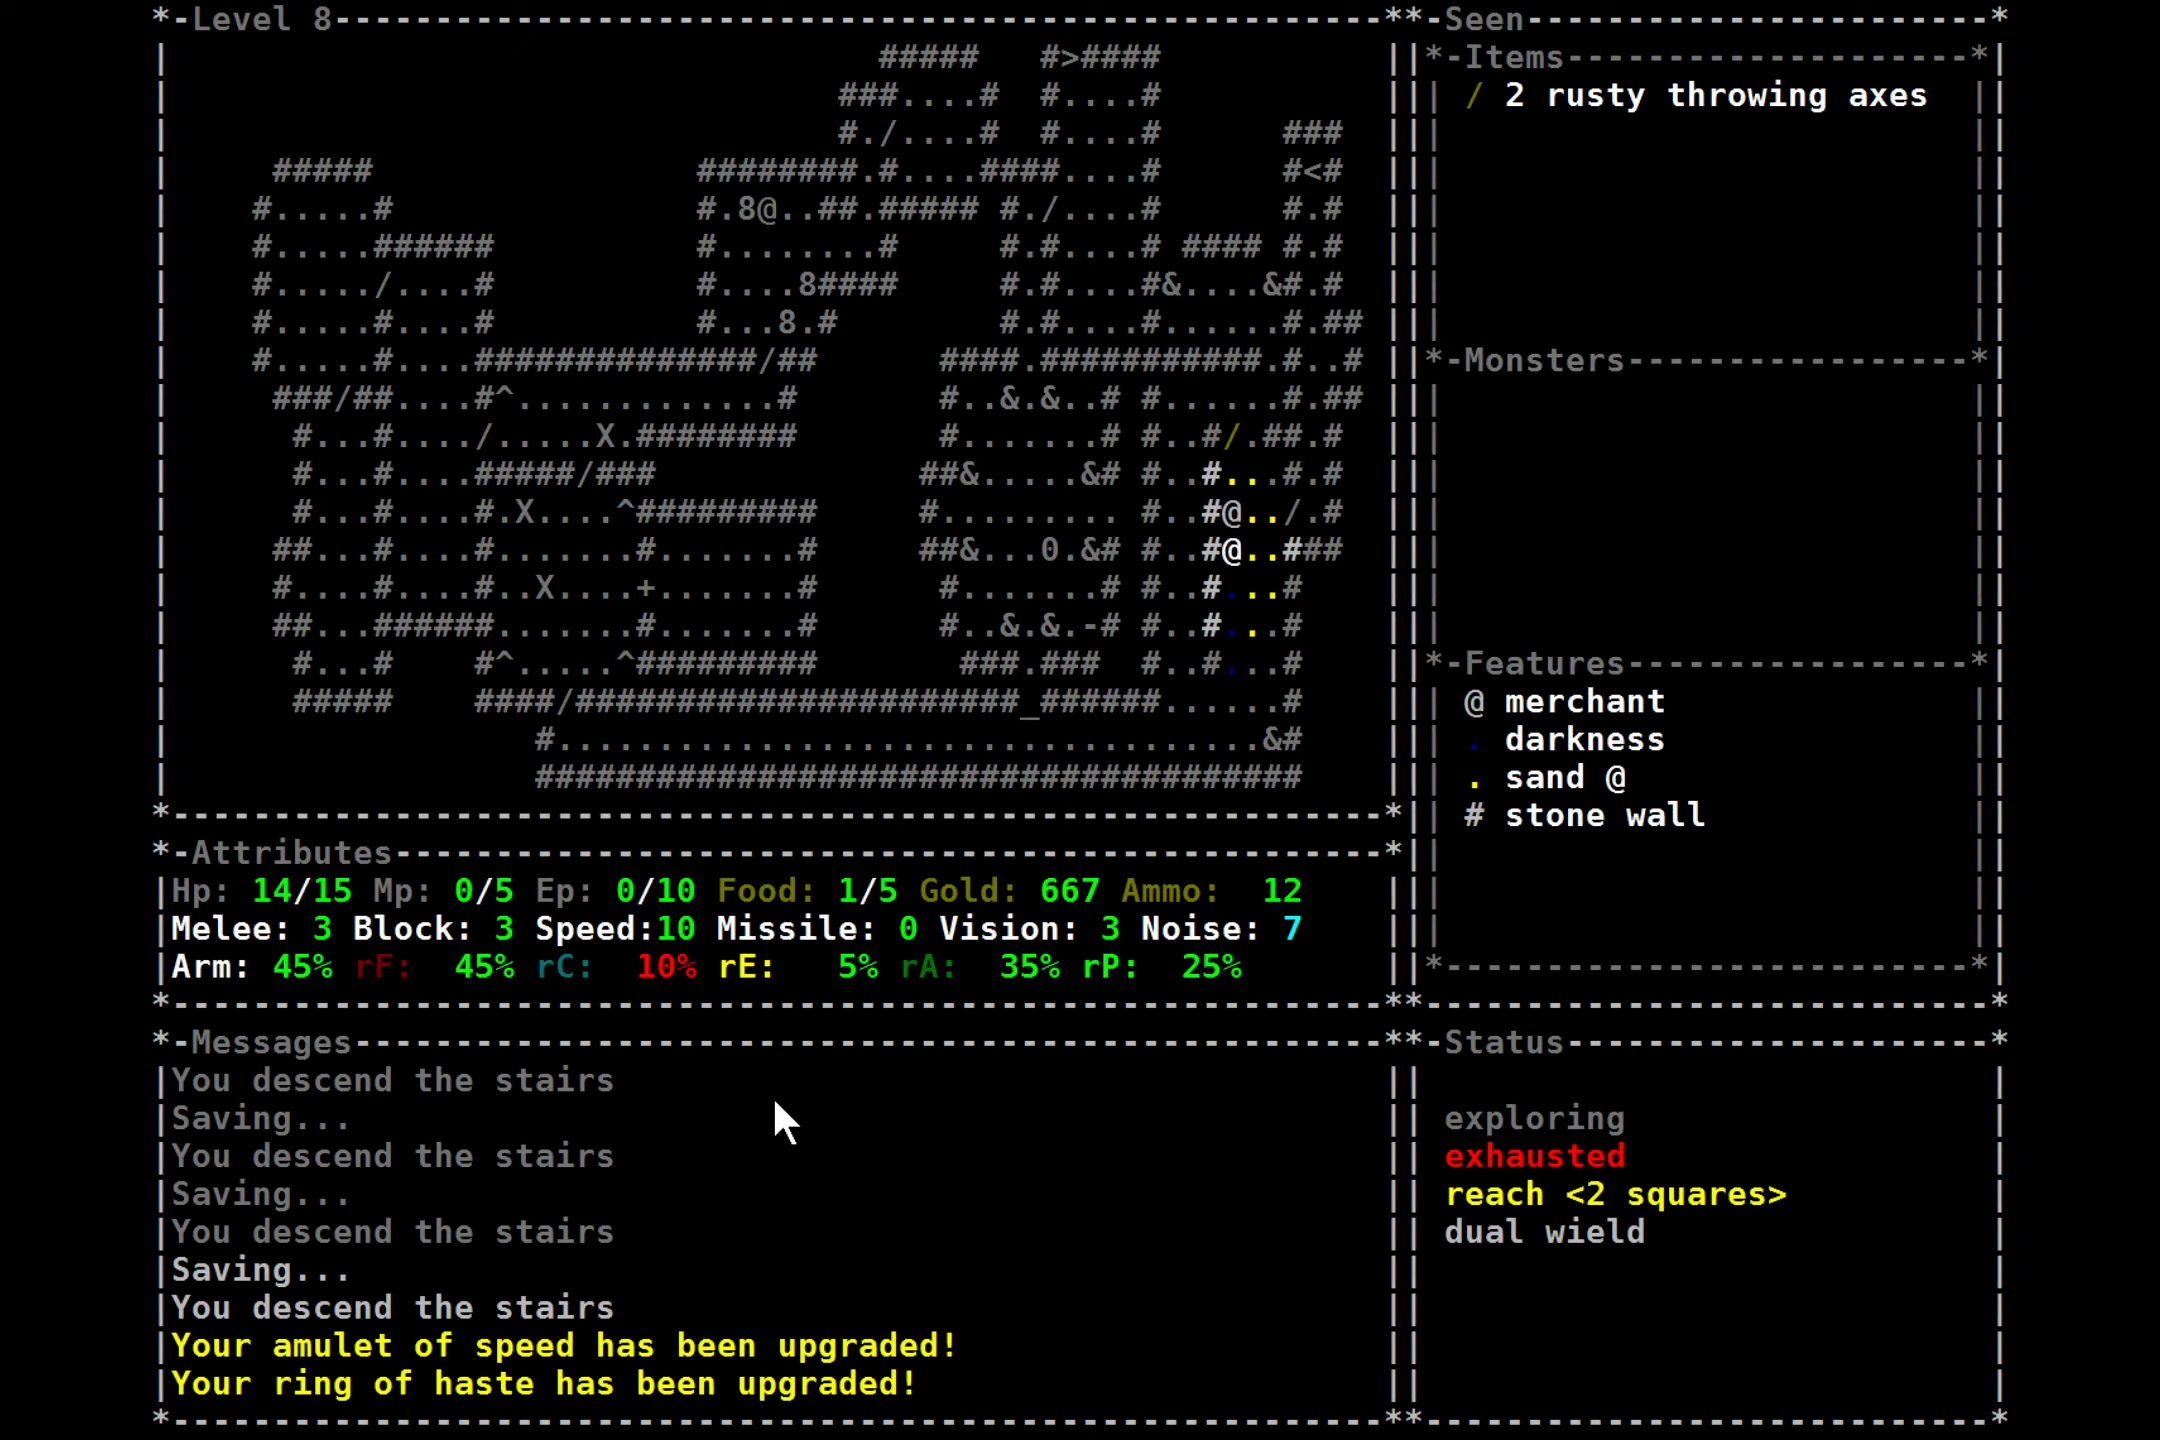 *-Level 8----------------------------------------------------**-Seen-----------------------*
|                                   #####   #>####           ||*-Items--------------------*|
|                                 ###....#  #....#           ||| / 2 rusty throwing axes  ||
|                                 #./....#  #....#      ###  |||                          ||
|     #####                ########.#....####....#      #<#  |||                          ||
|    #.....#               #.8@..##.##### #./....#      #.#  |||                          ||
|    #.....######          #........#     #.#....# #### #.#  |||                          ||
|    #...../....#          #....8####     #.#....#&....&#.#  |||                          ||
|    #.....#....#          #...8.#        #.#....#......#.## |||                          ||
|    #.....#....##############/##      ####.###########.#..# ||*-Monsters-----------------*|
|     ###/##....#^.............#       #..&.&..# #......#.## |||                          ||
|      #...#..../.....X.########       #.......# #..#/.##.#  |||                          ||
|      #...#....#####/###             ##&.....&# #..#...#.#  |||                          ||
|      #...#....#.X....^#########     #......... #..#@../.#  |||                          ||
|     ##...#....#.......#.......#     ##&...0.&# #..#@..###  |||                          ||
|     #....#....#..X....+.......#      #.......# #..#...#    |||                          ||
|     ##...######.......#.......#      #..&.&.-# #..#...#    |||                          ||
|      #...#    #^.....^#########       ###.###  #..#...#    ||*-Features-----------------*|
|      #####    ####/######################_######......#    ||| @ merchant               ||
|                  #...................................&#    ||| . darkness               ||
|                  ######################################    ||| . sand @                 ||
*------------------------------------------------------------*|| # stone wall             ||
*-Attributes-------------------------------------------------*||                          ||
|Hp: 14/15 Mp: 0/5 Ep: 0/10 Food: 1/5 Gold: 667 Ammo:  12    |||                          ||
|Melee: 3 Block: 3 Speed:10 Missile: 0 Vision: 3 Noise: 7    |||                          ||
|Arm: 45% rF:  45% rC:  10% rE:   5% rA:  35% rP:  25%       ||*--------------------------*|
*------------------------------------------------------------**----------------------------*
*-Messages---------------------------------------------------**-Status---------------------*
|You descend the stairs                                      ||                            |
|Saving...                                                   || exploring                  |
|You descend the stairs                                      || exhausted                  |
|Saving...                                                   || reach <2 squares>          |
|You descend the stairs                                      || dual wield                 |
|Saving...                                                   ||                            |
|You descend the stairs                                      ||                            |
|Your amulet of speed has been upgraded!                     ||                            |
|Your ring of haste has been upgraded!                       ||                            |
*------------------------------------------------------------**----------------------------*